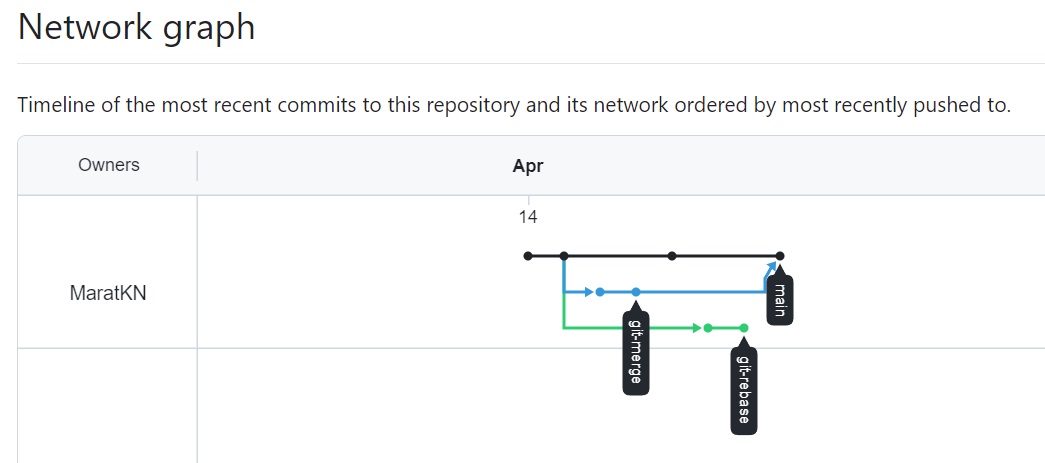 Network graph
Timeline of the most recent commits to this repository and its network ordered by most recently pushed to.
Owners
Apr
14
MaratKN
main
git-merge
git-rebase